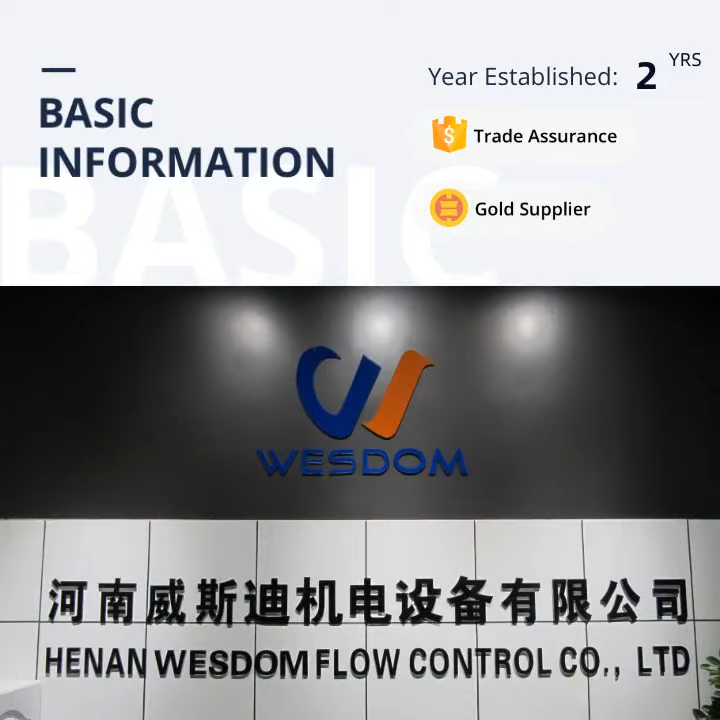 BASIC
INFORMATION
Year Established: 2 YRS
Trade Assurance
Gold Supplier
BASIC
WESDOM
河南威斯迪机电设备有限公司
HENAN WESDOM FLOW CONTROL CO., LTD